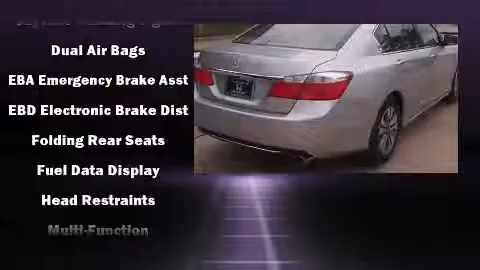 Dual Air Bags
EBA Emergency Brake Asst
EBD Electronic Brake Dist
Folding Rear Seats
Fuel Data Display
Head Restraints
Multi-Function